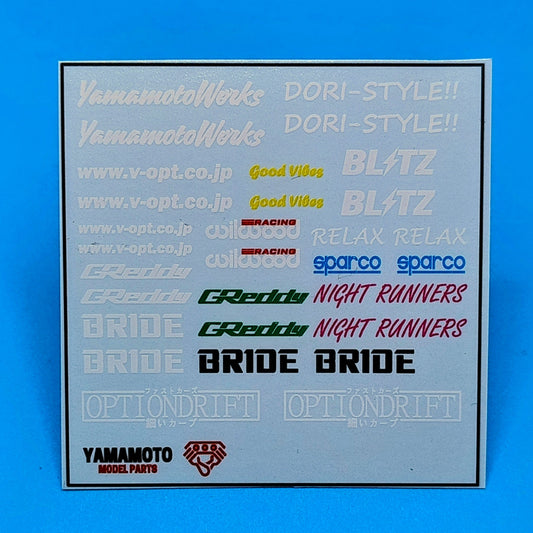 YamamotoWorks DORI-STYLE!!
YamamotoWorks DORI-STYLE!!
www.v-opt.co.jp Good Vibes BLITZ
www.v-opt.co.jp Good Vibes BLITZ
www.v-opt.co.jp RACING wilwood RELAX RELAX
www.v-opt.co.jp RACING wilwood sparco sparco
GReddy
GReddy GReddy NIGHT RUNNERS
BRIDE GReddy NIGHT RUNNERS
BRIDE BRIDE BRIDE
ファストカーズ ファストカーズ
OPTIONDRIFT OPTIONDRIFT
細いカーブ 細いカーブ
YAMAMOTO
MODEL PARTS